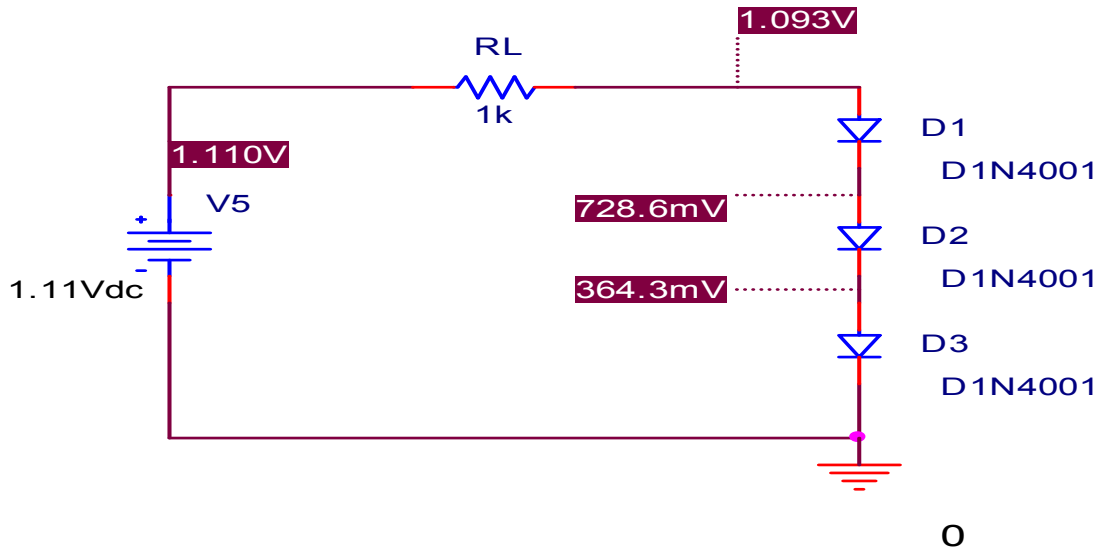 1.093V
RL
1k
D1
D1N4001
1.110V
V5
728.6mV
D2
D1N4001
1.11Vdc
364.3mV
D3
D1N4001
0